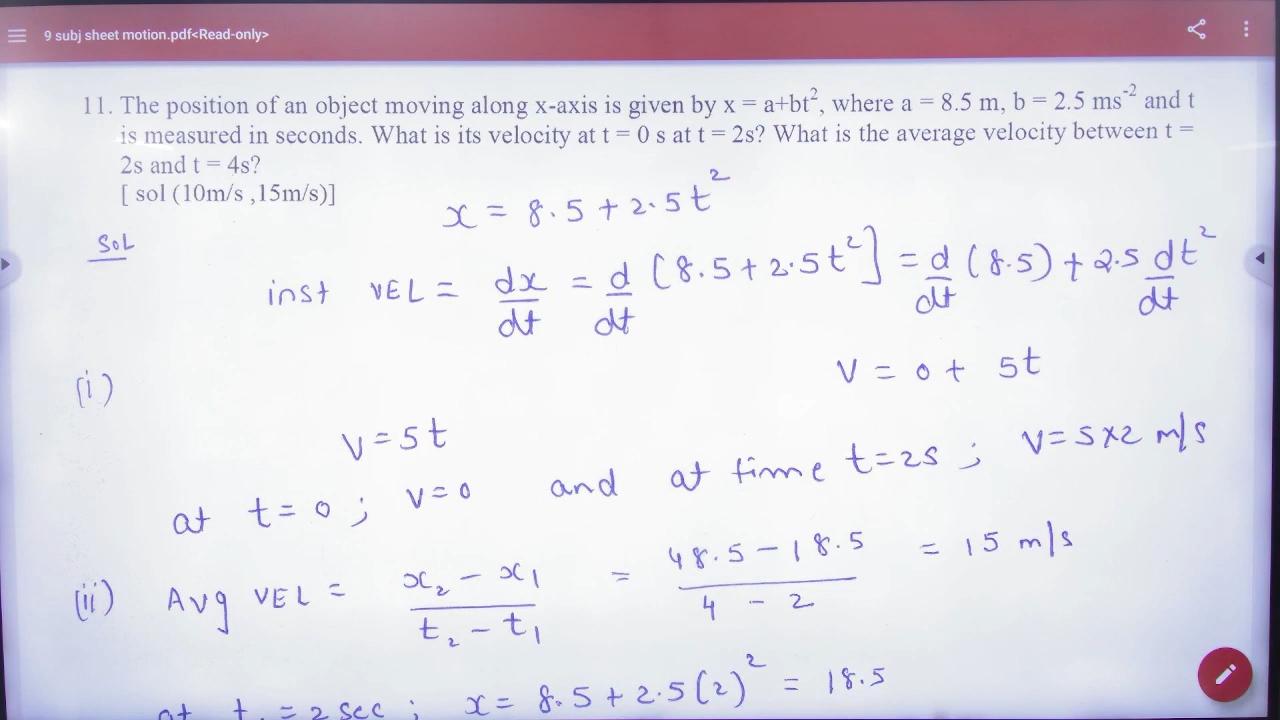 9 subj sheet motion.pdf<Read-only>
11. The position of an object moving along x-axis is given by x = a+bt², where a = 8.5 m, b = 2.5 ms⁻² and t
is measured in seconds. What is its velocity at t = 0 s at t = 2s? What is the average velocity between t =
2s and t = 4s?
[ sol (10m/s ,15m/s)]
x = 8.5 + 2.5t²
SOL
inst VEL = dx/dt = d/dt [8.5 + 2.5t²] = d/dt (8.5) + 2.5 dt²/dt
(i)
V = 0 + 5t
V = 5t
at t = 0 ; V = 0 and at time t=2s ; V=5×2 m/s
(ii) Avg VEL = x₂ - x₁ / t₂ - t₁ = 48.5 - 18.5 / 4 - 2 = 15 m/s
at t₁ = 2 sec ; x = 8.5 + 2.5(2)² = 18.5